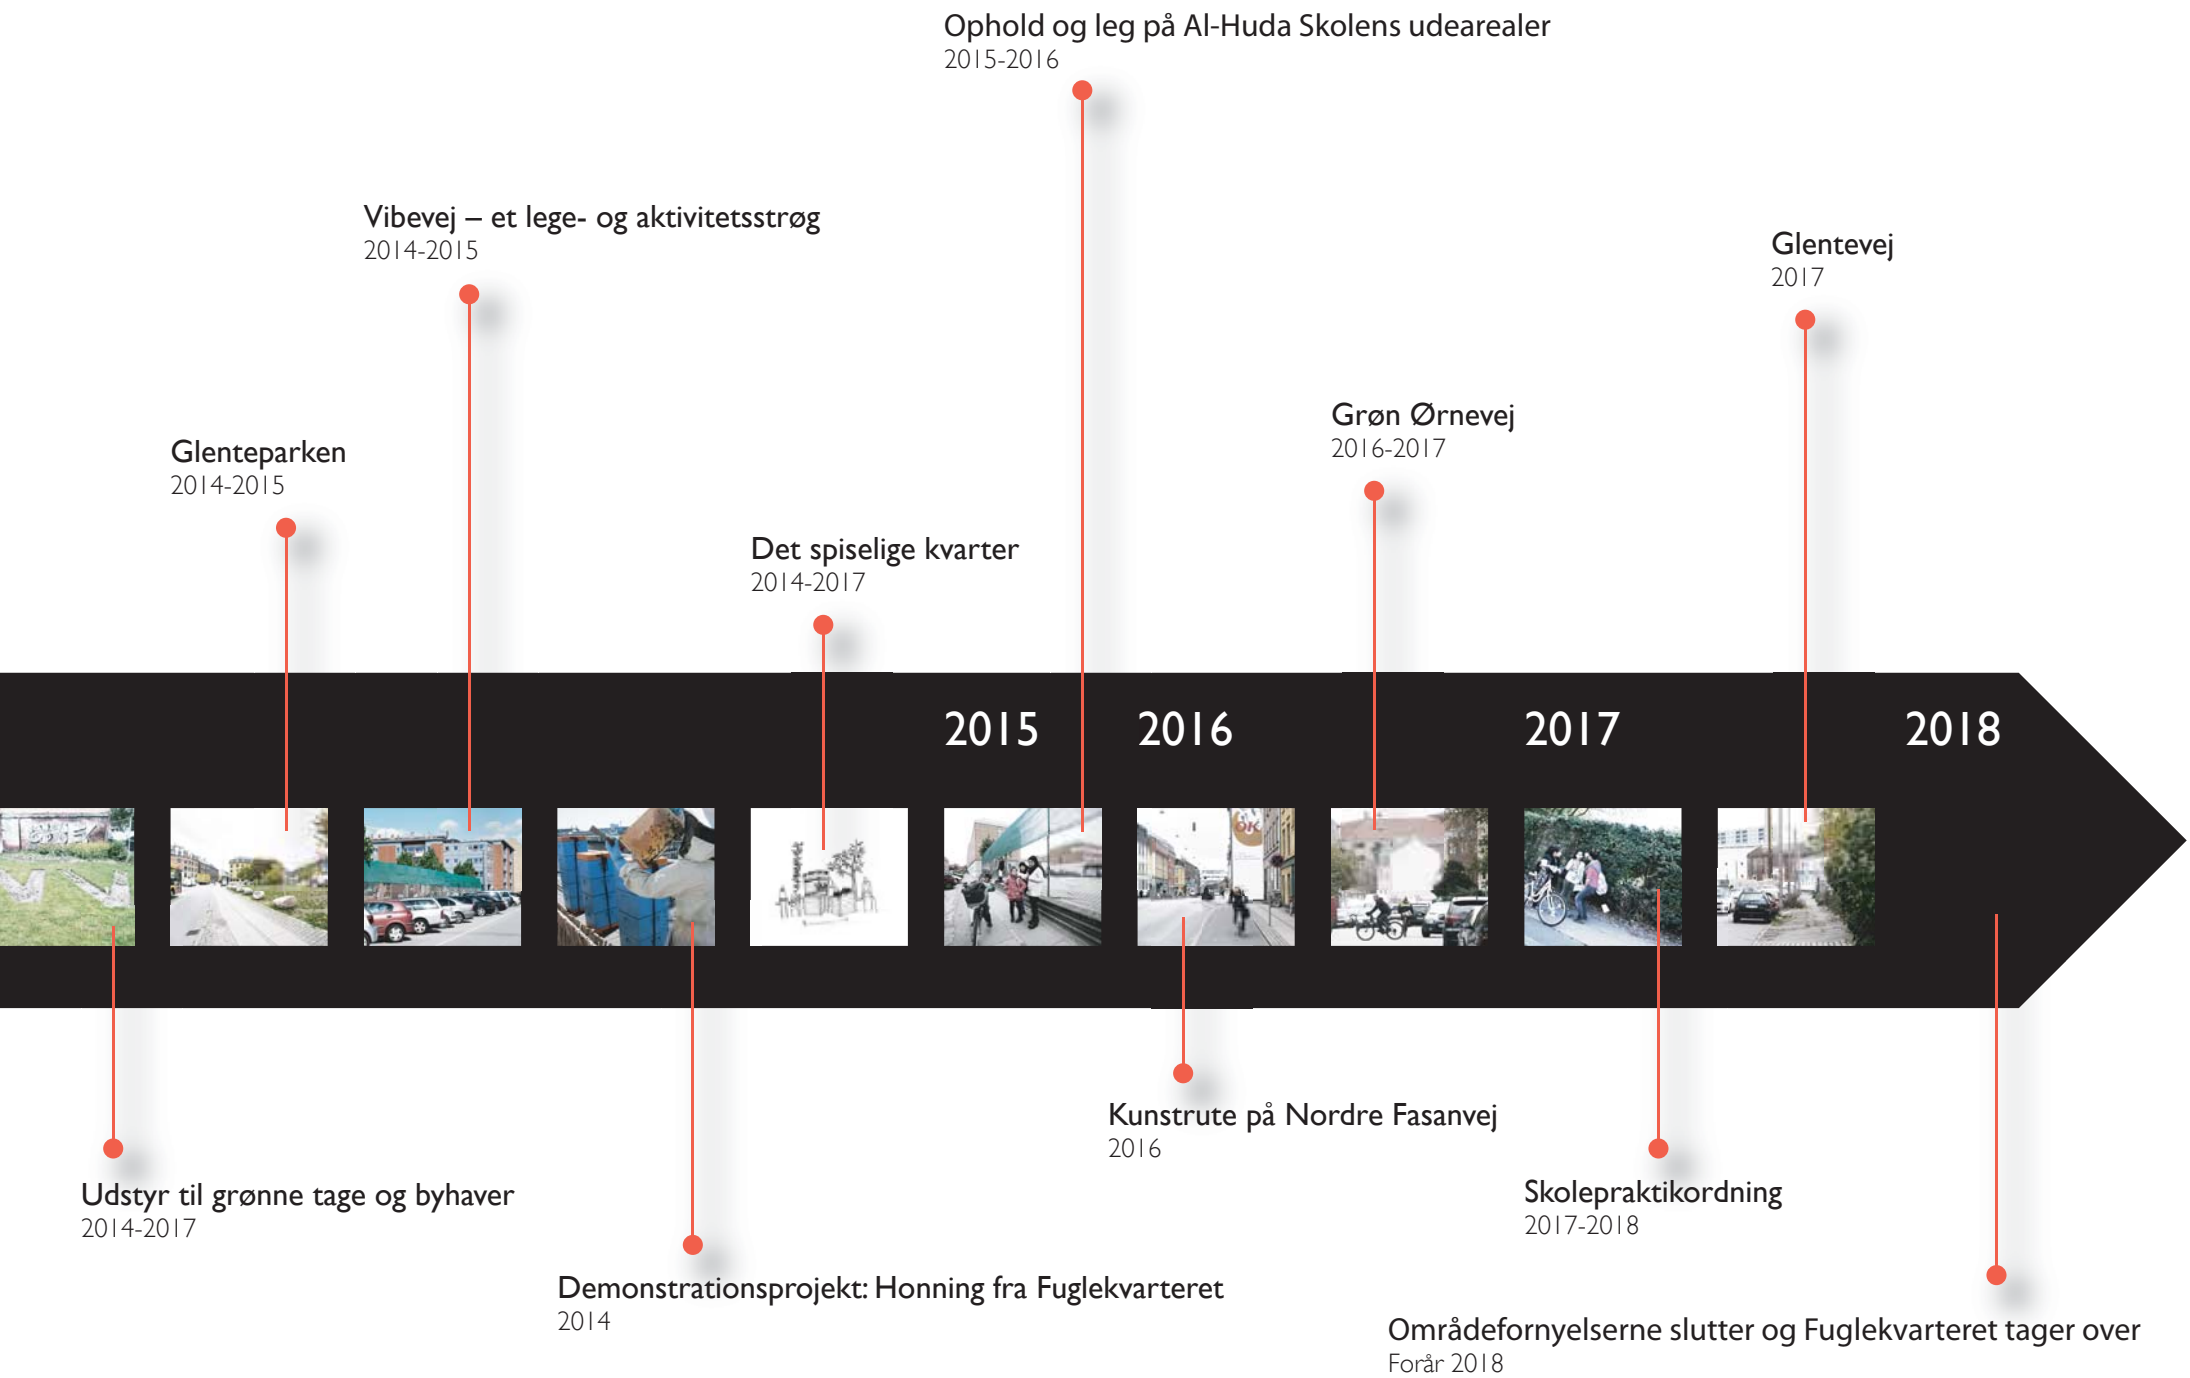 Ophold og leg på Al-Huda Skolens udearealer
2015-2016
Vibevej – et lege- og aktivitetsstrøg
2014-2015
Glentevej
2017
Grøn Ørnevej
2016-2017
Glenteparken
2014-2015
Det spiselige kvarter
2014-2017
2015
2016
2017
2018
ÖK
Kunstrute på Nordre Fasanvej
2016
Udstyr til grønne tage og byhaver
2014-2017
Skolepraktikordning
2017-2018
Demonstrationsprojekt: Honning fra Fuglekvarteret
2014
Områdefornyelserne slutter og Fuglekvarteret tager over
Forår 2018